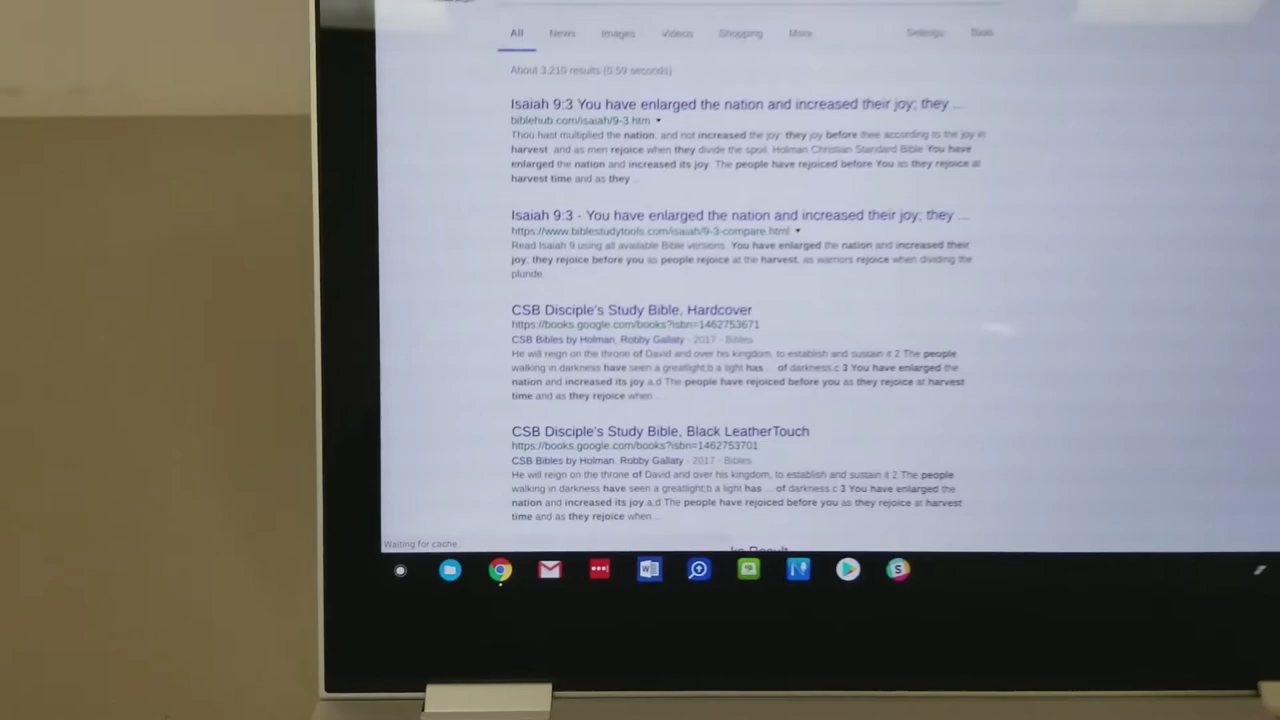 All News Images Videos Shopping More Settings Tools
About 3,210 results (0.59 seconds)
Isaiah 9:3 You have enlarged the nation and increased their joy; they ...
biblehub.com/isaiah/9-3.htm
Thou hast multiplied the nation, and not increased the joy: they joy before thee according to the joy in
harvest, and as men rejoice when they divide the spoil. Holman Christian Standard Bible You have
enlarged the nation and increased its joy. The people have rejoiced before You as they rejoice at
harvest time and as they ...
Isaiah 9:3 - You have enlarged the nation and increased their joy; they ...
https://www.biblestudytools.com/isaiah/9-3-compare.html
Read Isaiah 9 using all available Bible versions. You have enlarged the nation and increased their
joy; they rejoice before you as people rejoice at the harvest, as warriors rejoice when dividing the
plunde.
CSB Disciple's Study Bible, Hardcover
https://books.google.com/books?isbn=1462753671
CSB Bibles by Holman, Robby Gallaty - 2017 - Bibles
He will reign on the throne of David and over his kingdom, to establish and sustain it 2 The people
walking in darkness have seen a greatlight;b a light has ... of darkness.c 3 You have enlarged the
nation and increased its joy.a,d The people have rejoiced before you as they rejoice at harvest
time and as they rejoice when ...
CSB Disciple's Study Bible, Black LeatherTouch
https://books.google.com/books?isbn=1462753701
CSB Bibles by Holman, Robby Gallaty - 2017 - Bibles
He will reign on the throne of David and over his kingdom, to establish and sustain it 2 The people
walking in darkness have seen a greatlight;b a light has ... of darkness.c 3 You have enlarged the
nation and increased its joy.a,d The people have rejoiced before you as they rejoice at harvest
time and as they rejoice when ...
Waiting for cache...
W S